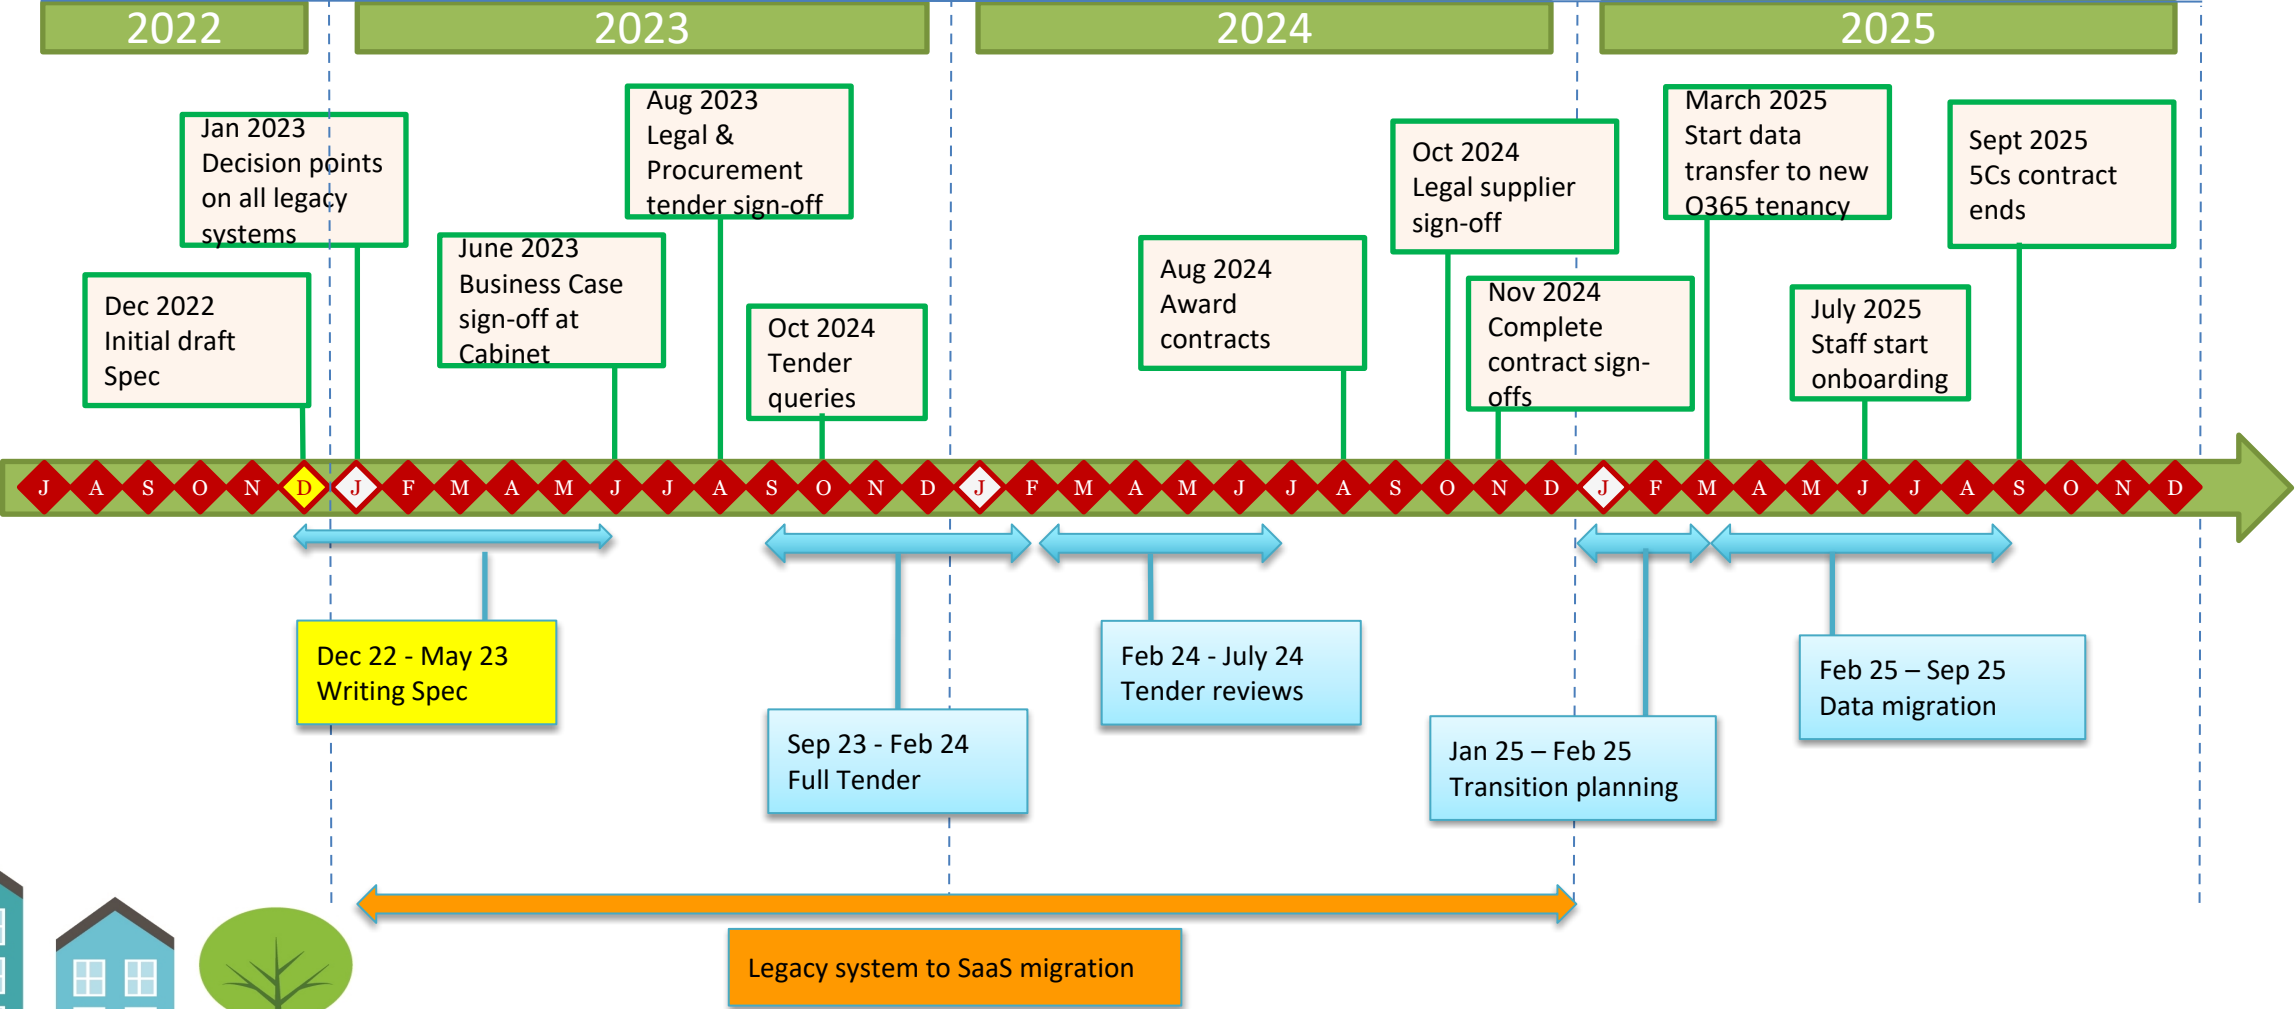 2022
2023
2024
2025
Jan 2023
Decision points
on all legacy
systems
Aug 2023
Legal &
Procurement
tender sign-off
March 2025
Start data
transfer to new
O365 tenancy
Sept 2025
5Cs contract
ends
Oct 2024
Legal supplier
sign-off
June 2023
Business Case
sign-off at
Cabinet
Aug 2024
Award
contracts
Dec 2022
Initial draft
Spec
Oct 2024
Tender
queries
Nov 2024
Complete
contract sign-
offs
July 2025
Staff start
onboarding
J A S O N D J F M A M J J A S O N D J F M A M J J A S O N D J F M A M J J A S O N D
Dec 22 - May 23
Writing Spec
Feb 24 - July 24
Tender reviews
Feb 25 – Sep 25
Data migration
Sep 23 - Feb 24
Full Tender
Jan 25 – Feb 25
Transition planning
Legacy system to SaaS migration